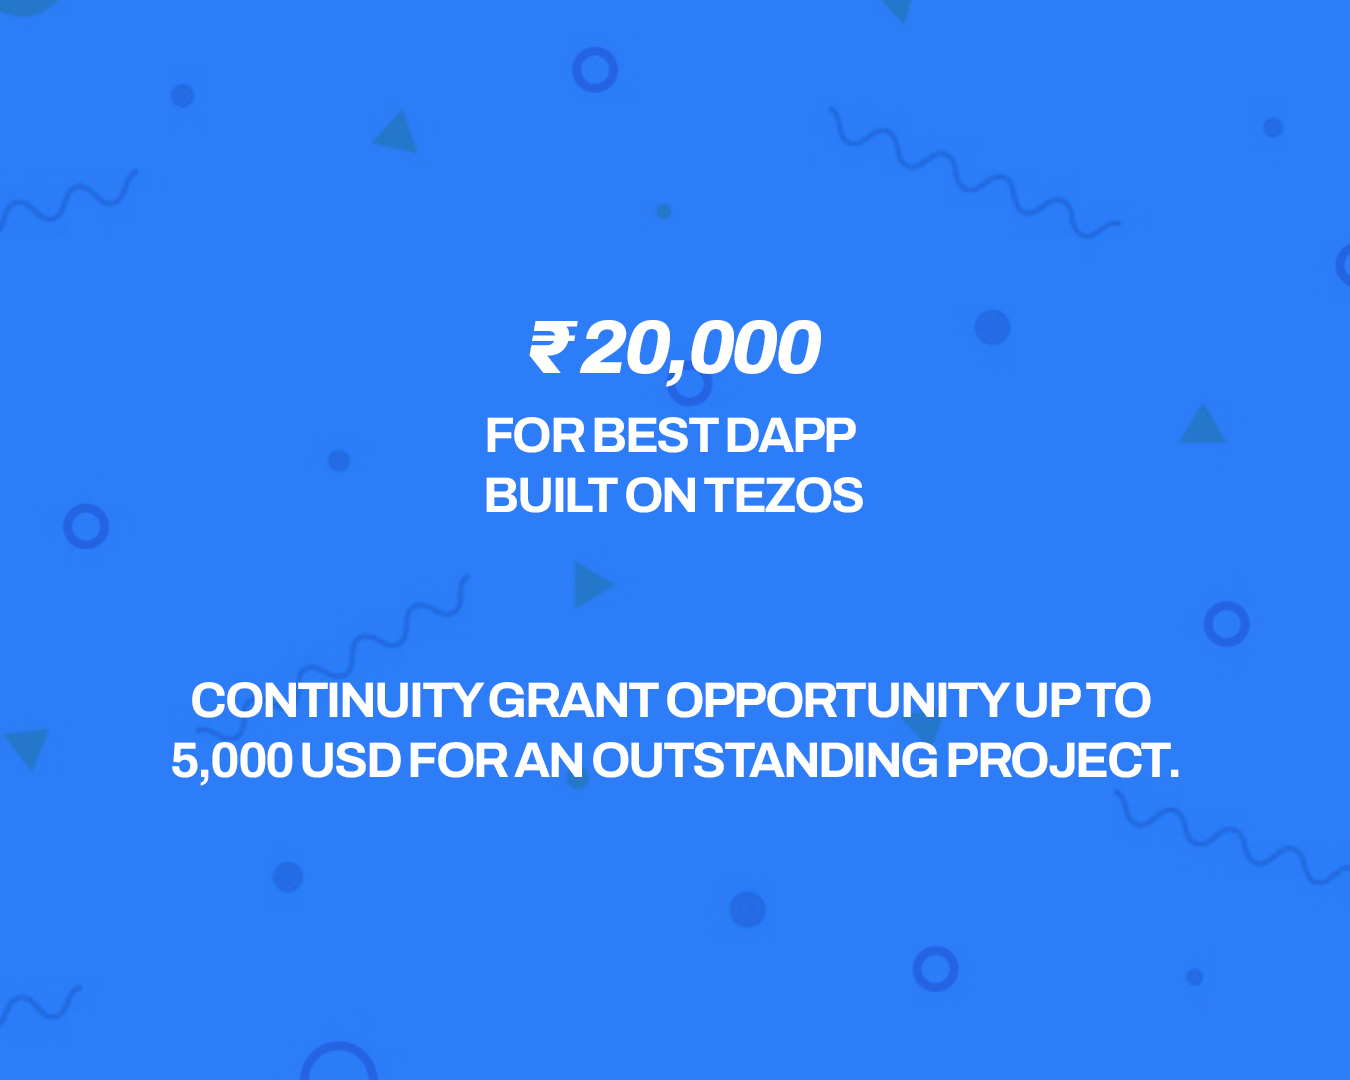 ₹20,000
FOR BEST DAPP
BUILT ON TEZOS
CONTINUITY GRANT OPPORTUNITY UP TO
5,000 USD FOR AN OUTSTANDING PROJECT.